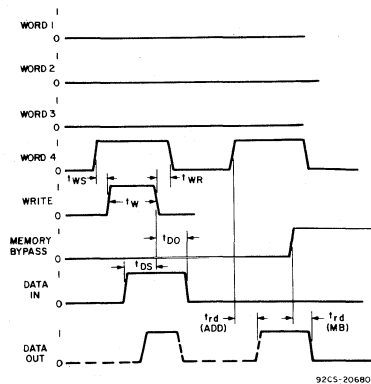 1
WORD 1
0
1
WORD 2
0
1
WORD 3
0
1
WORD 4
0
tWS
tWR
1
WRITE
0
tW
1
MEMORY
BYPASS
0
tDO
tDS
1
DATA
IN
0
trd
(ADD)
trd
(MB)
1
DATA
OUT
0
92CS-20680